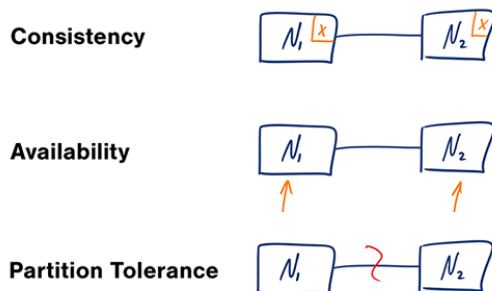 Consistency N₁ x N₂ x
Availability N₁ N₂
Partition Tolerance N₁ N₂